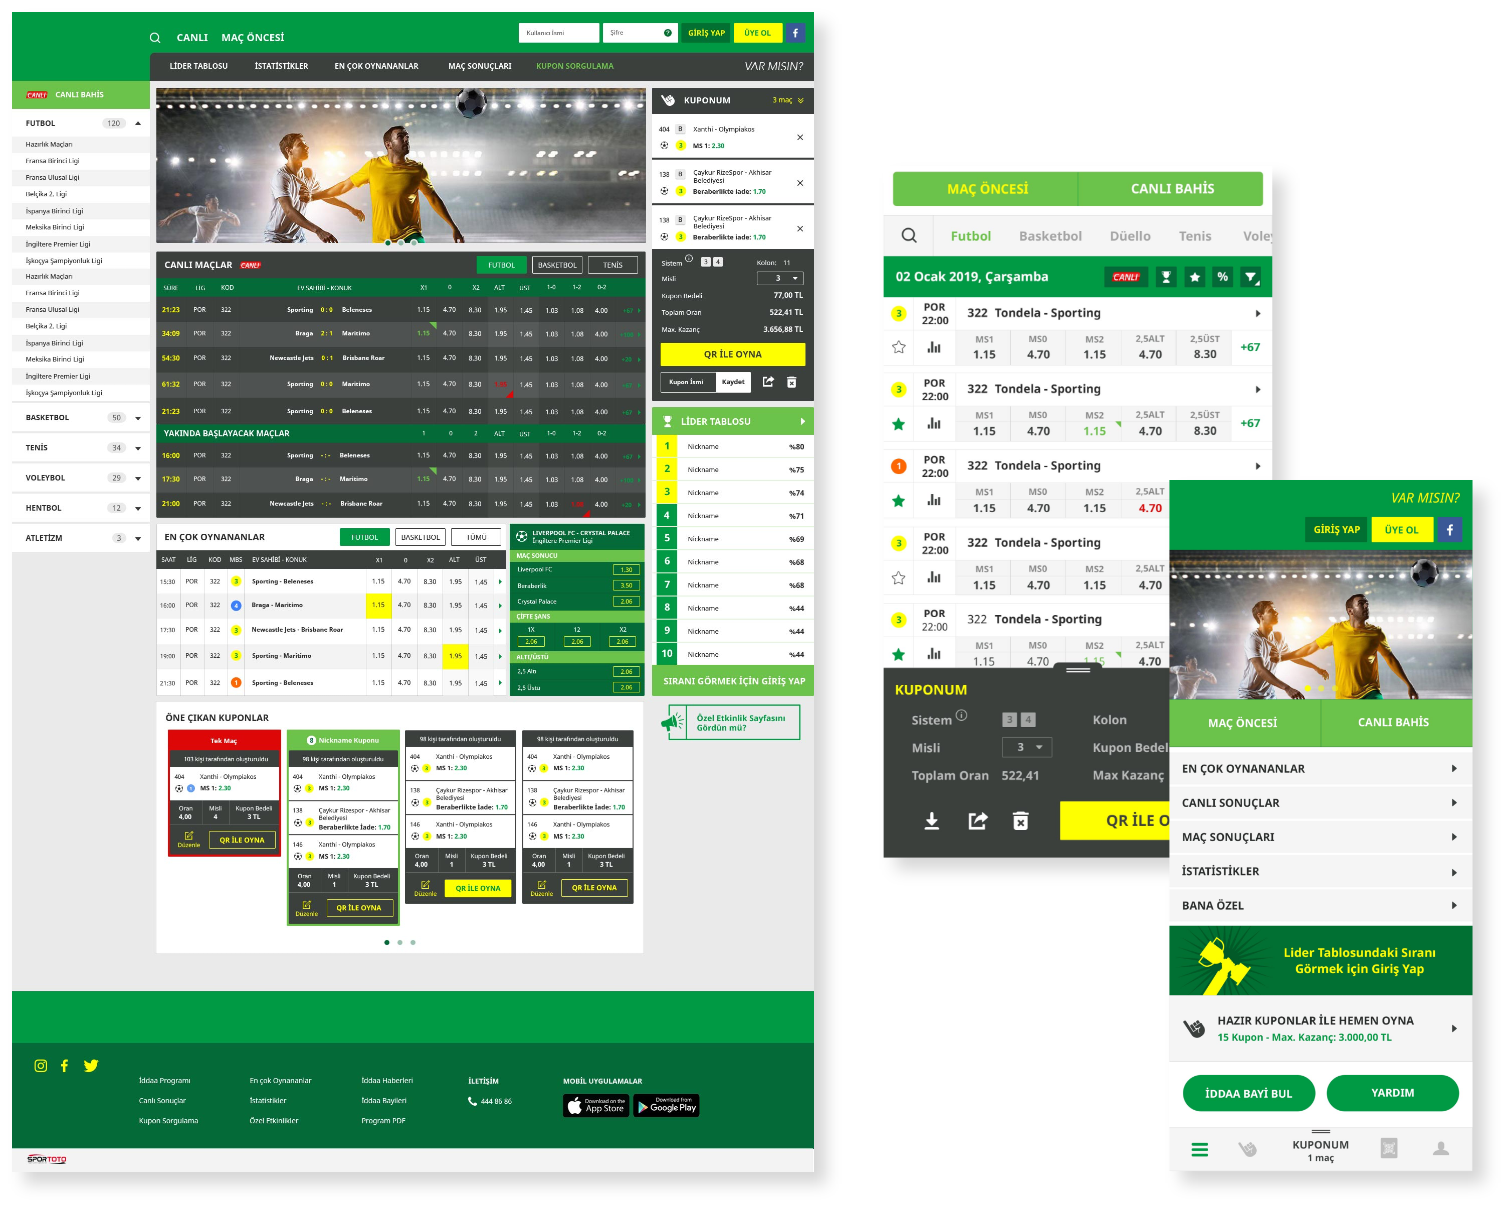 CANLI MAÇ ÖNCESİ
Kullanıcı İsmi Şifre ? GİRİŞ YAP ÜYE OL f
LİDER TABLOSU İSTATİSTİKLER EN ÇOK OYNANANLAR MAÇ SONUÇLARI KUPON SORGULAMA VAR MISIN?
CANLI CANLI BAHİS
FUTBOL 120
Hazırlık Maçları
Fransa Birinci Ligi
Fransa Ulusal Ligi
Belçika 2. Ligi
İspanya Birinci Ligi
Meksika Birinci Ligi
İngiltere Premier Ligi
İşkoçya Şampiyonluk Ligi
Hazırlık Maçları
Fransa Birinci Ligi
Fransa Ulusal Ligi
Belçika 2. Ligi
İspanya Birinci Ligi
Meksika Birinci Ligi
İngiltere Premier Ligi
İşkoçya Şampiyonluk Ligi
BASKETBOL 50
TENİS 34
VOLEYBOL 29
HENTBOL 12
ATLETİZM 3
CANLI MAÇLAR CANLI FUTBOL BASKETBOL TENİS
SÜRE LİG KOD EV SAHİBİ - KONUK X1 0 X2 ALT ÜST 1-0 1-2 0-2
21:23 POR 322 Sporting 0 : 0 Beleneses 1.15 4.70 8.30 1.95 1.45 1.03 1.08 4.00 +67
34:09 POR 322 Braga 2 : 1 Maritimo 1.15 4.70 8.30 1.95 1.45 1.03 1.08 4.00
54:30 POR 322 Newcastle Jets 0 : 1 Brisbane Roar 1.15 4.70 8.30 1.95 1.45 1.03 1.08 4.00 +20
61:32 POR 322 Sporting 0 : 0 Maritimo 1.15 4.70 8.30 1.45 1.03 1.08 4.00 +67
21:23 POR 322 Sporting 0 : 0 Beleneses 1.15 4.70 8.30 1.95 1.45 1.03 1.08 4.00 +67
YAKINDA BAŞLAYACAK MAÇLAR 1 0 2 ALT ÜST 1-0 1-2 0-2
16:00 POR 322 Sporting - : - Beleneses 1.15 4.70 8.30 1.95 1.45 1.03 1.08 4.00 +67
17:30 POR 322 Braga - : - Maritimo 1.15 4.70 8.30 1.95 1.45 1.03 1.08 4.00
21:00 POR 322 Newcastle Jets - : - Brisbane Roar 1.15 4.70 8.30 1.95 1.45 1.03 4.00 +20
EN ÇOK OYNANANLAR FUTBOL BASKETBOL TÜMÜ
SAAT LİG KOD MBS EV SAHİBİ - KONUK X1 0 X2 ALT ÜST
15:30 POR 322 3 Sporting - Beleneses 1.15 4.70 8.30 1.95 1.45
16:00 POR 322 4 Braga - Maritimo 1.15 4.70 8.30 1.95 1.45
17:30 POR 322 3 Newcastle Jets - Brisbane Roar 1.15 4.70 8.30 1.95 1.45
19:00 POR 322 3 Sporting - Maritimo 1.15 4.70 8.30 1.95 1.45
21:30 POR 322 1 Sporting - Beleneses 1.15 4.70 8.30 1.95 1.45
LIVERPOOL FC - CRYSTAL PALACE
İngiltere Premier Ligi
MAÇ SONUCU
Liverpool FC 1.30
Beraberlik 3.50
Crystal Palace 2.06
ÇİFTE ŞANS
1X 12 X2
2.06 2.06 2.06
ALTI/ÜSTÜ
2,5 Altı 2.06
2,5 Üstü 2.06
KUPONUM 3 maç
404 B Xanthi - Olympiakos
3 MS 1: 2.30
138 B Çaykur RizeSpor - Akhisar
Belediyesi
3 Beraberlikte iade: 1.70
138 B Çaykur RizeSpor - Akhisar
Belediyesi
3 Beraberlikte iade: 1.70
Sistem i 3 4 Kolon: 11
Misli 3
Kupon Bedeli 77,00 TL
Toplam Oran 522,41 TL
Max. Kazanç 3.656,88 TL
QR İLE OYNA
Kupon İsmi Kaydet
LİDER TABLOSU
1 Nickname %80
2 Nickname %75
3 Nickname %74
4 Nickname %71
5 Nickname %69
6 Nickname %68
7 Nickname %68
8 Nickname %44
9 Nickname %44
10 Nickname %44
SIRANI GÖRMEK İÇİN GİRİŞ YAP
Özel Etkinlik Sayfasını
Gördün mü?
ÖNE ÇIKAN KUPONLAR
Tek Maç
103 kişi tarafından oluşturuldu
404 Xanthi - Olympiakos
MS 1: 2.30
Oran Misli Kupon Bedeli
4,00 4 3 TL
Düzenle QR İLE OYNA
8 Nickname Kuponu
98 kişi tarafından oluşturuldu
404 Xanthi - Olympiakos
3 MS 1: 2.30
138 Çaykur Rizespor - Akhisar
Belediyesi
3 Beraberlikte İade: 1.70
146 Xanthi - Olympiakos
3 MS 1: 2.30
Oran Misli Kupon Bedeli
4,00 1 3 TL
Düzenle QR İLE OYNA
98 kişi tarafından oluşturuldu
404 Xanthi - Olympiakos
3 MS 1: 2.30
138 Çaykur Rizespor - Akhisar
Belediyesi
3 Beraberlikte İade: 1.70
146 Xanthi - Olympiakos
3 MS 1: 2.30
Oran Misli Kupon Bedeli
4,00 1 3 TL
Düzenle QR İLE OYNA
98 kişi tarafından oluşturuldu
404 Xanthi - Olympiakos
3 MS 1: 2.30
138 Çaykur Rizespor - Akhisar
Belediyesi
3 Beraberlikte İade: 1.70
146 Xanthi - Olympiakos
3 MS 1: 2.30
Oran Misli Kupon Bedeli
4,00 1 3 TL
Düzenle QR İLE OYNA
İddaa Programı En çok Oynananlar İddaa Haberleri İLETİŞİM MOBİL UYGULAMALAR
Canlı Sonuçlar İstatistikler İddaa Bayileri 444 86 86
Download on the App Store Download from Google Play
Kupon Sorgulama Özel Etkinlikler Program PDF
SPORTOTO
MAÇ ÖNCESİ CANLI BAHİS
Futbol Basketbol Düello Tenis Voley
02 Ocak 2019, Çarşamba CANLI %
3 POR 22:00 322 Tondela - Sporting
MS1 MS0 MS2 2,5ALT 2,5ÜST
1.15 4.70 1.15 4.70 8.30 +67
3 POR 22:00 322 Tondela - Sporting
MS1 MS0 MS2 2,5ALT 2,5ÜST
1.15 4.70 1.15 4.70 8.30 +67
1 POR 22:00 322 Tondela - Sporting
MS1 MS0 MS2 2,5ALT
1.15 4.70 1.15 4.70
3 POR 22:00 322 Tondela - Sporting
MS1 MS0 MS2 2,5ALT
1.15 4.70 1.15 4.70
3 POR 22:00 322 Tondela - Sporting
MS1 MS0 MS2 2,5ALT
1.15 4.70 1.15 4.70
KUPONUM
Sistem i 3 4 Kolon
Misli 3 Kupon Bedel
Toplam Oran 522,41 Max Kazanç
QR İLE O
VAR MISIN?
GİRİŞ YAP ÜYE OL f
MAÇ ÖNCESİ CANLI BAHİS
EN ÇOK OYNANANLAR
CANLI SONUÇLAR
MAÇ SONUÇLARI
İSTATİSTİKLER
BANA ÖZEL
Lider Tablosundaki Sıranı
Görmek için Giriş Yap
HAZIR KUPONLAR İLE HEMEN OYNA
15 Kupon - Max. Kazanç: 3.000,00 TL
İDDAA BAYİ BUL YARDIM
KUPONUM
1 maç